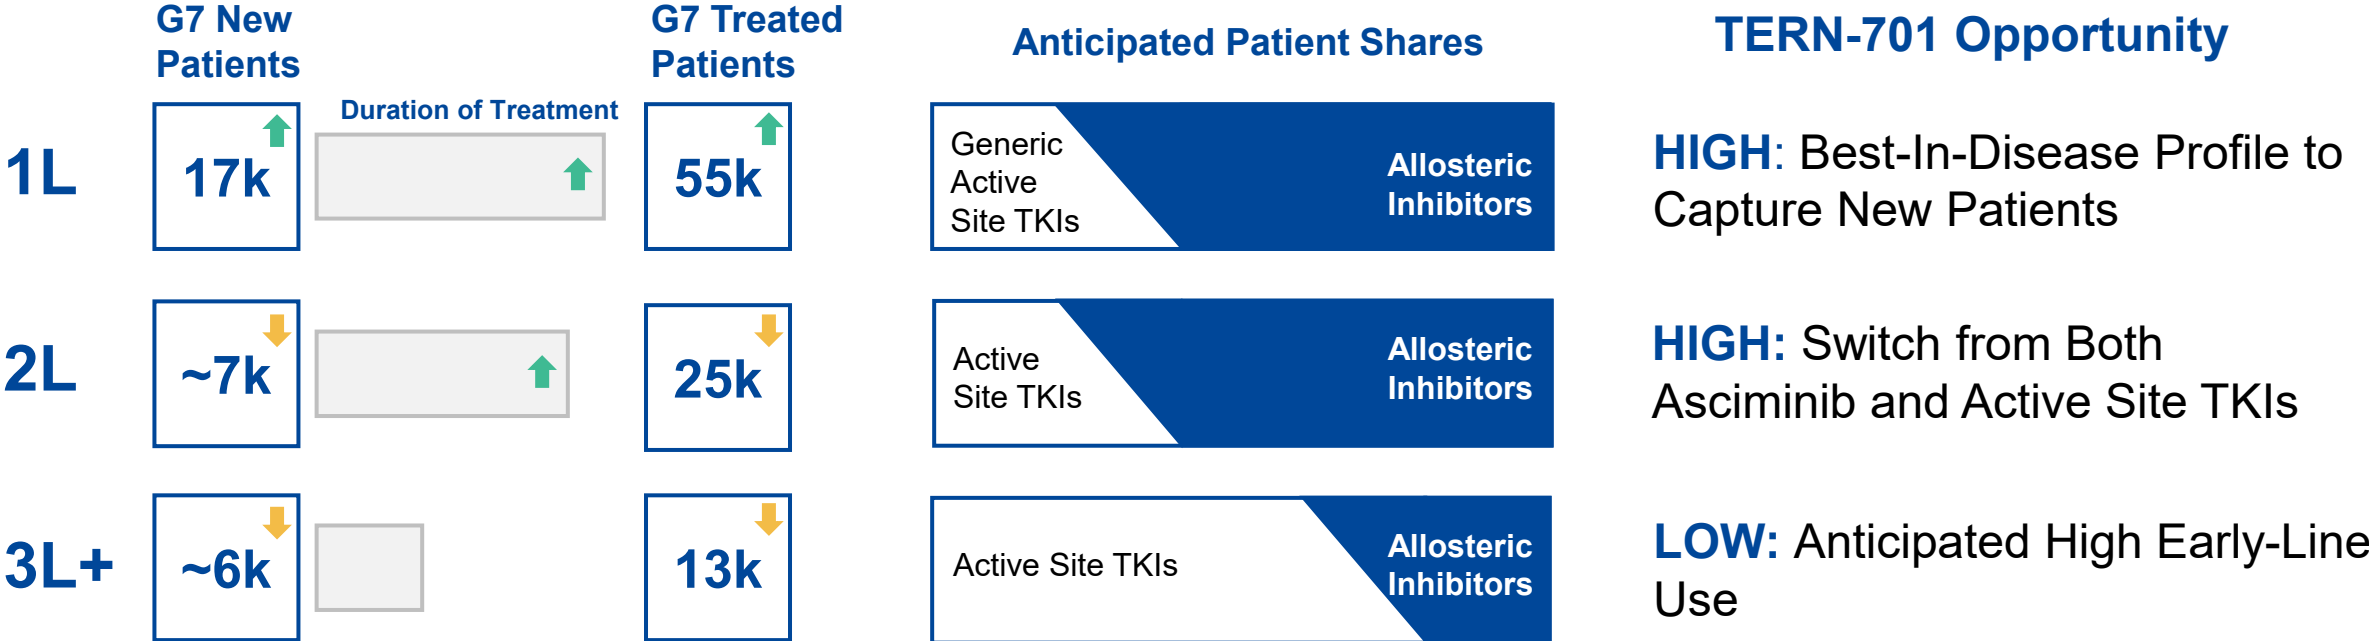 G7 New
Patients
G7 Treated
Patients
Anticipated Patient Shares
TERN-701 Opportunity
Duration of Treatment
1L
17k
55k
Generic
Active
Site TKIs
Allosteric
Inhibitors
HIGH: Best-In-Disease Profile to
Capture New Patients
2L
~7k
25k
Active
Site TKIs
Allosteric
Inhibitors
HIGH: Switch from Both
Asciminib and Active Site TKIs
3L+
~6k
13k
Active Site TKIs
Allosteric
Inhibitors
LOW: Anticipated High Early-Line
Use